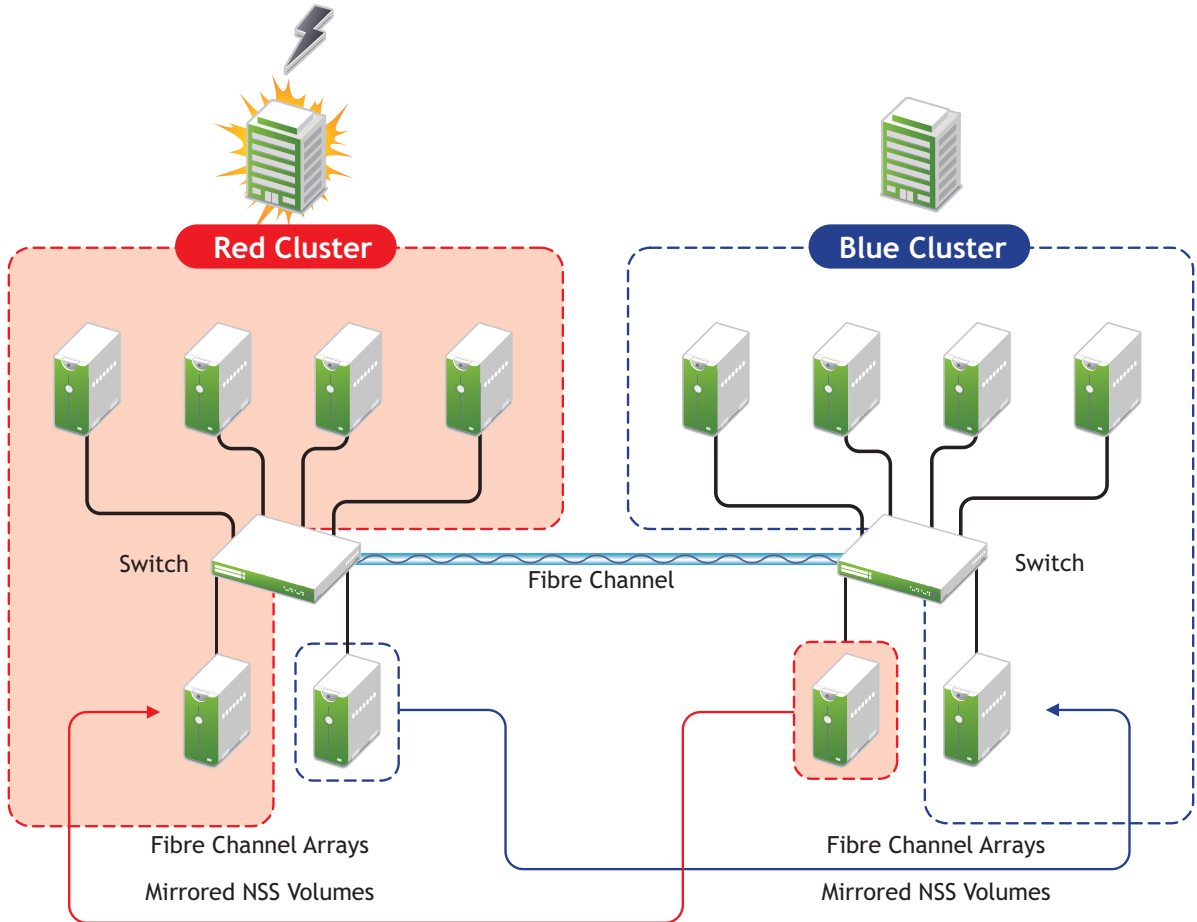 Red Cluster
Blue Cluster
Switch
Fibre Channel
Switch
Fibre Channel Arrays
Mirrored NSS Volumes
Fibre Channel Arrays
Mirrored NSS Volumes